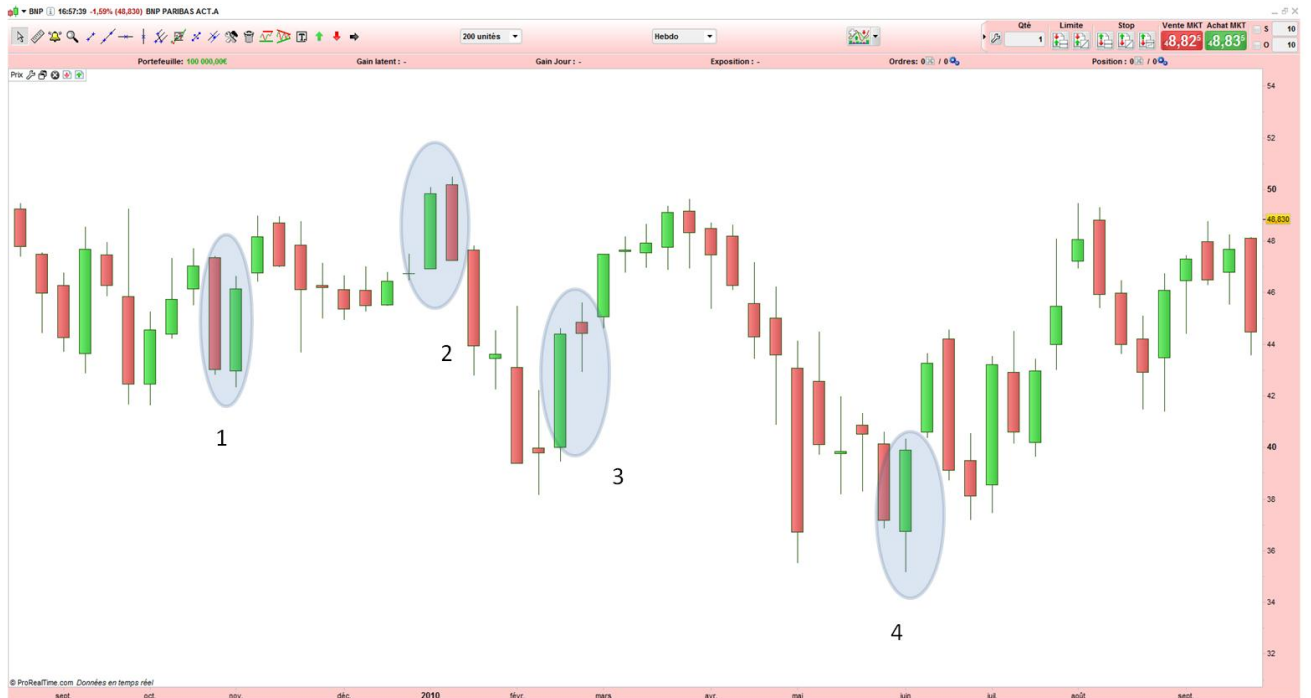 BNP 16:57:39 -1,59% (48,830) BNP PARIBAS ACT.A
200 unités Hebdo Qté Limite Stop Vente MKT Achat MKT S 10
1 48,82⁵ 48,83⁵ O 10
Portefeuille: 100 000,00€ Gain latent : - Gain Jour : - Exposition : - Ordres: 0 / 0 Position : 0 / 0
Prix
54
52
50
48,830
48
46
44
42
40
38
36
34
32
1
2
3
4
© ProRealTime.com Données en temps réel
sept. oct. nov. déc. 2010 févr. mars avr. mai juin juil. août sept.